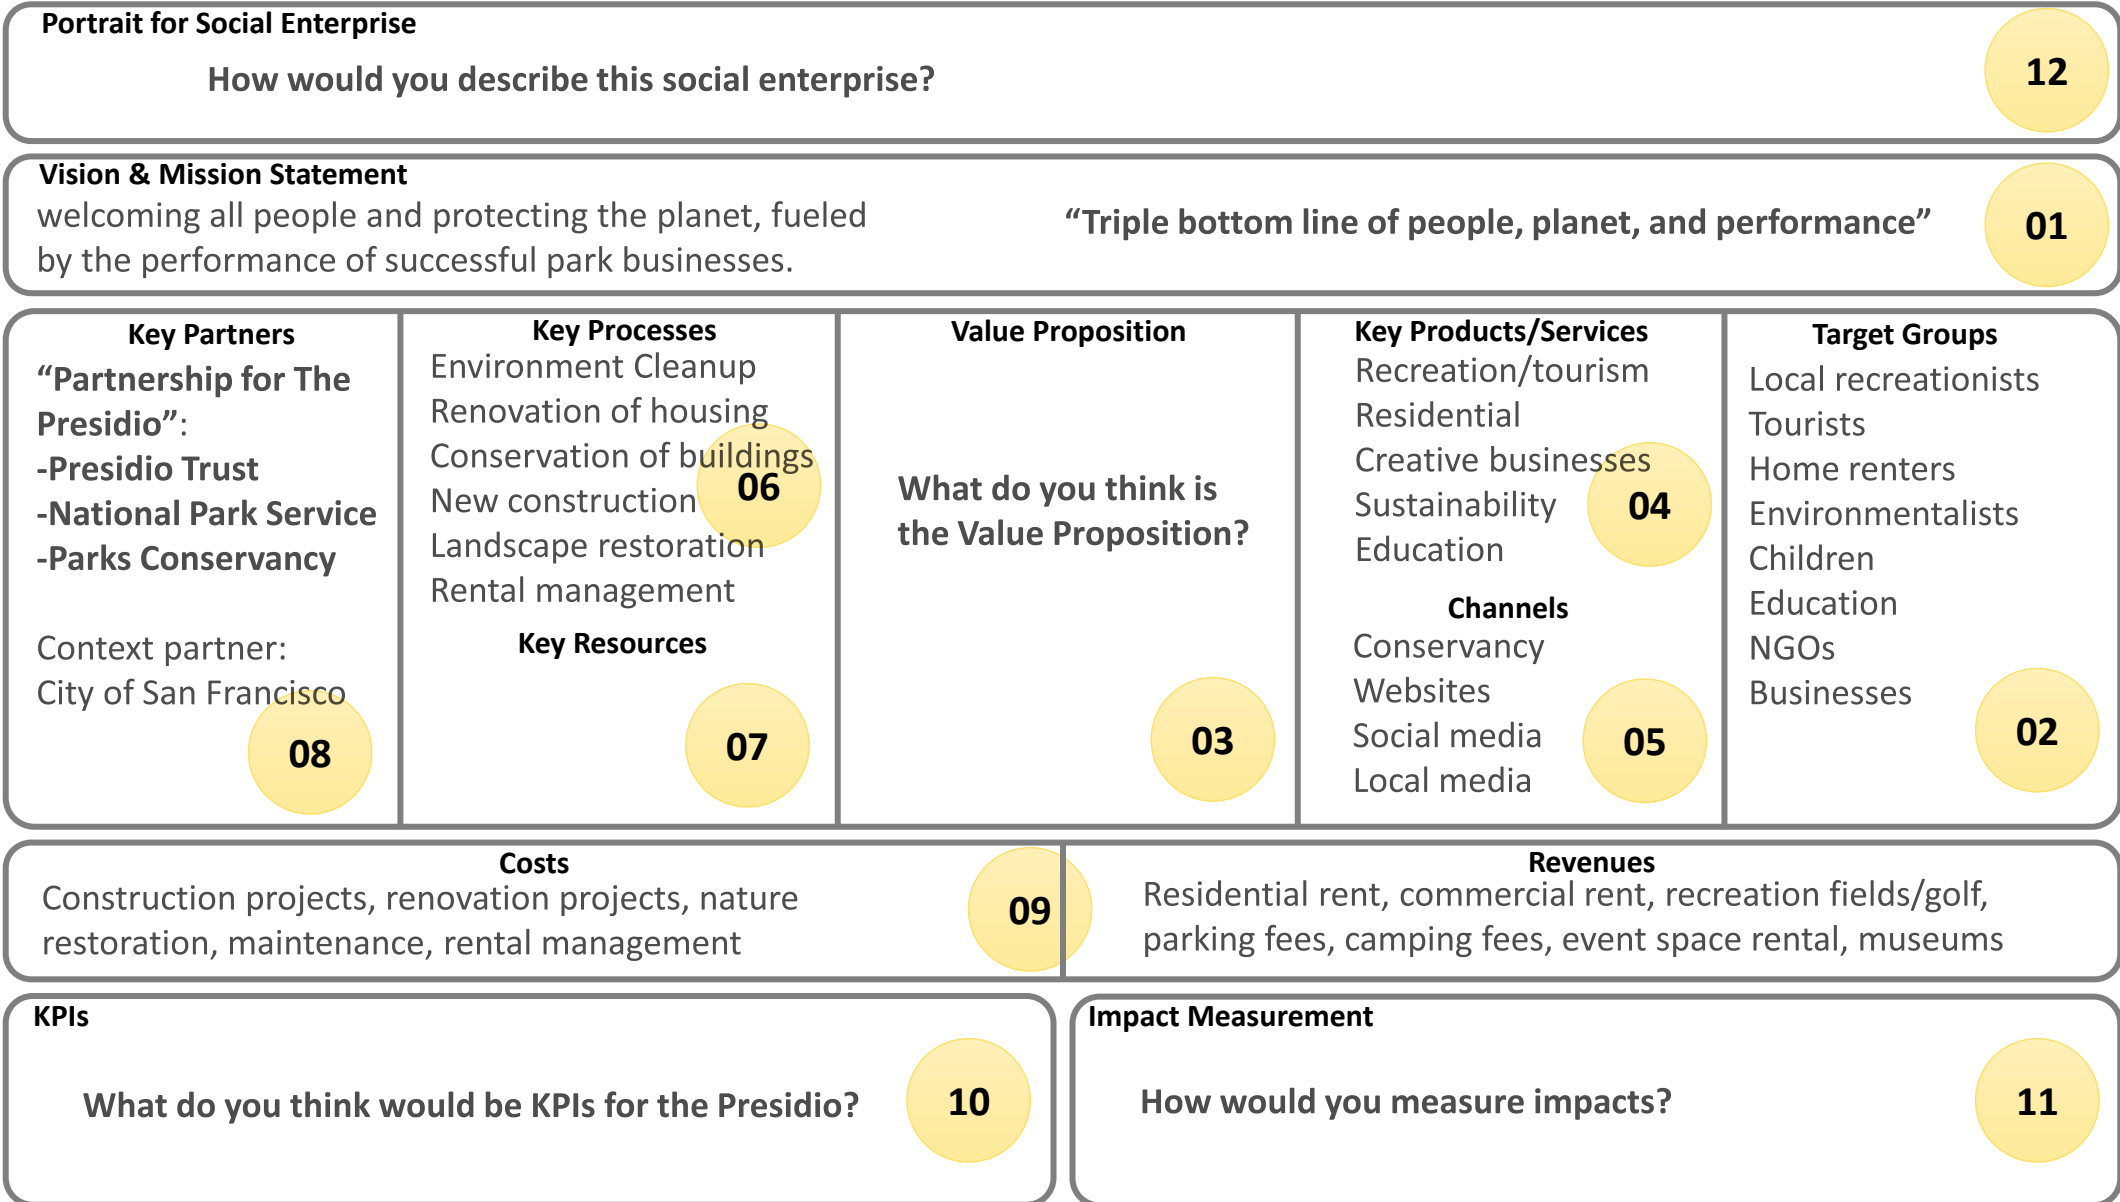 Portrait for Social Enterprise
How would you describe this social enterprise?
12
Vision & Mission Statement
welcoming all people and protecting the planet, fueled
by the performance of successful park businesses.
“Triple bottom line of people, planet, and performance”
01
Key Partners
“Partnership for The
Presidio”:
-Presidio Trust
-National Park Service
-Parks Conservancy
Context partner:
City of San Francisco
08
Key Processes
Environment Cleanup
Renovation of housing
Conservation of buildings
New construction
Landscape restoration
Rental management
06
Key Resources
07
Value Proposition
What do you think is
the Value Proposition?
03
Key Products/Services
Recreation/tourism
Residential
Creative businesses
Sustainability
Education
04
Channels
Conservancy
Websites
Social media
Local media
05
Target Groups
Local recreationists
Tourists
Home renters
Environmentalists
Children
Education
NGOs
Businesses
02
Costs
Construction projects, renovation projects, nature
restoration, maintenance, rental management
09
Revenues
Residential rent, commercial rent, recreation fields/golf,
parking fees, camping fees, event space rental, museums
KPIs
What do you think would be KPIs for the Presidio?
10
Impact Measurement
How would you measure impacts?
11